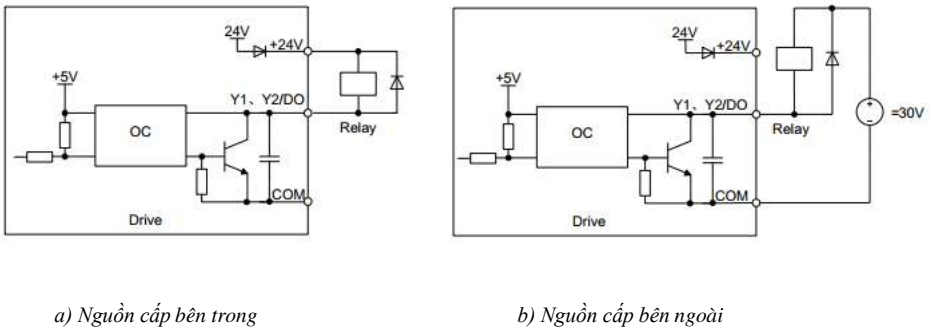 24V
+24V
+5V
Y1、Y2/DO
OC
Relay
COM
Drive
24V
+24V
+5V
Y1、Y2/DO
OC
Relay
=30V
COM
Drive
a) Nguồn cấp bên trong
b) Nguồn cấp bên ngoài